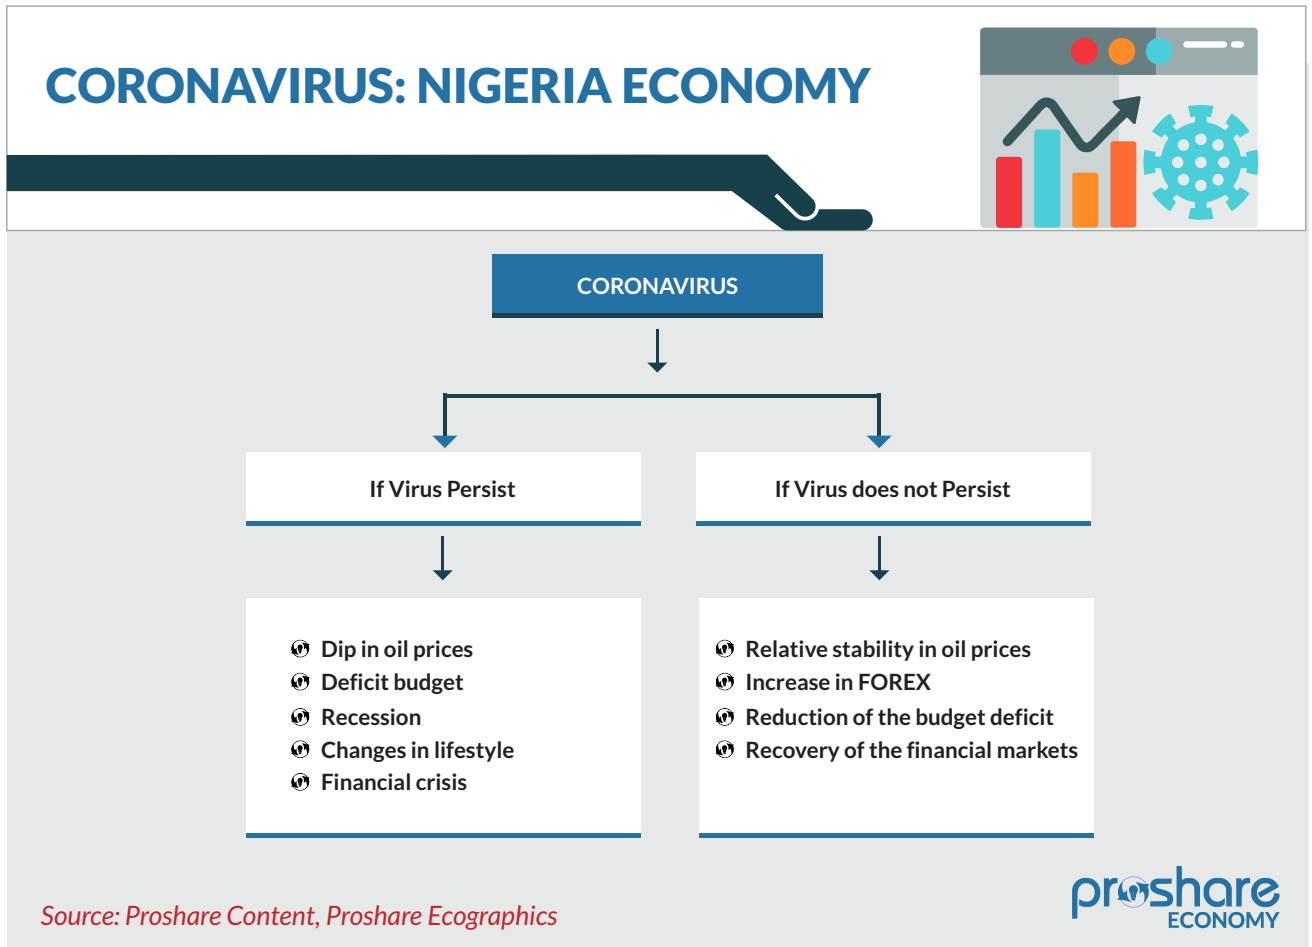 CORONAVIRUS: NIGERIA ECONOMY
CORONAVIRUS
If Virus Persist
If Virus does not Persist
Dip in oil prices
Deficit budget
Recession
Changes in lifestyle
Financial crisis
Relative stability in oil prices
Increase in FOREX
Reduction of the budget deficit
Recovery of the financial markets
Source: Proshare Content, Proshare Ecographics
proshare
ECONOMY